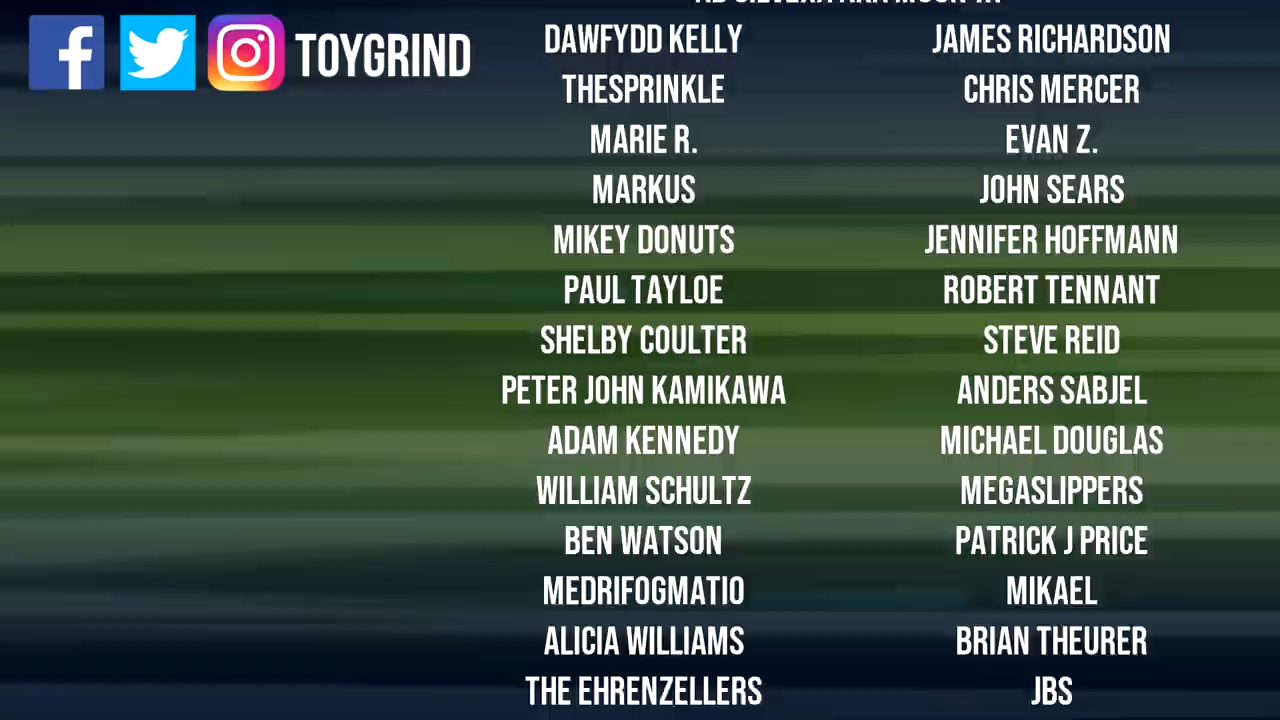 TOYGRIND
DAWFYDD KELLY
THESPRINKLE
MARIE R.
MARKUS
MIKEY DONUTS
PAUL TAYLOE
SHELBY COULTER
PETER JOHN KAMIKAWA
ADAM KENNEDY
WILLIAM SCHULTZ
BEN WATSON
MEDRIFOGMATIO
ALICIA WILLIAMS
THE EHRENZELLERS
JAMES RICHARDSON
CHRIS MERCER
EVAN Z.
JOHN SEARS
JENNIFER HOFFMANN
ROBERT TENNANT
STEVE REID
ANDERS SABJEL
MICHAEL DOUGLAS
MEGASLIPPERS
PATRICK J PRICE
MIKAEL
BRIAN THEURER
JBS